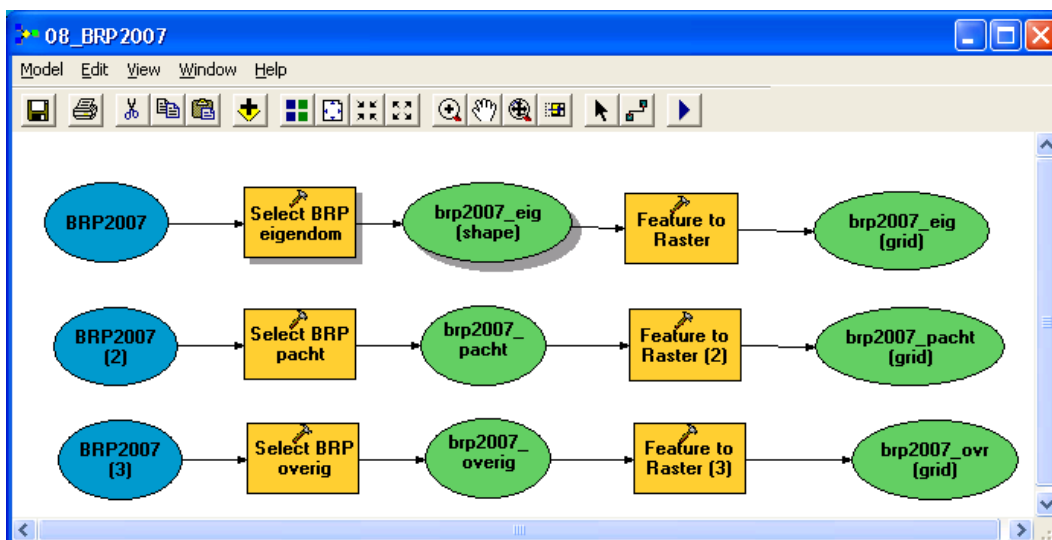 08_BRP2007
Model Edit View Window Help
BRP2007
Select BRP
eigendom
brp2007_eig
(shape)
Feature to
Raster
brp2007_eig
(grid)
BRP2007
(2)
Select BRP
pacht
brp2007_
pacht
Feature to
Raster (2)
brp2007_pacht
(grid)
BRP2007
(3)
Select BRP
overig
brp2007_
overig
Feature to
Raster (3)
brp2007_ovr
(grid)